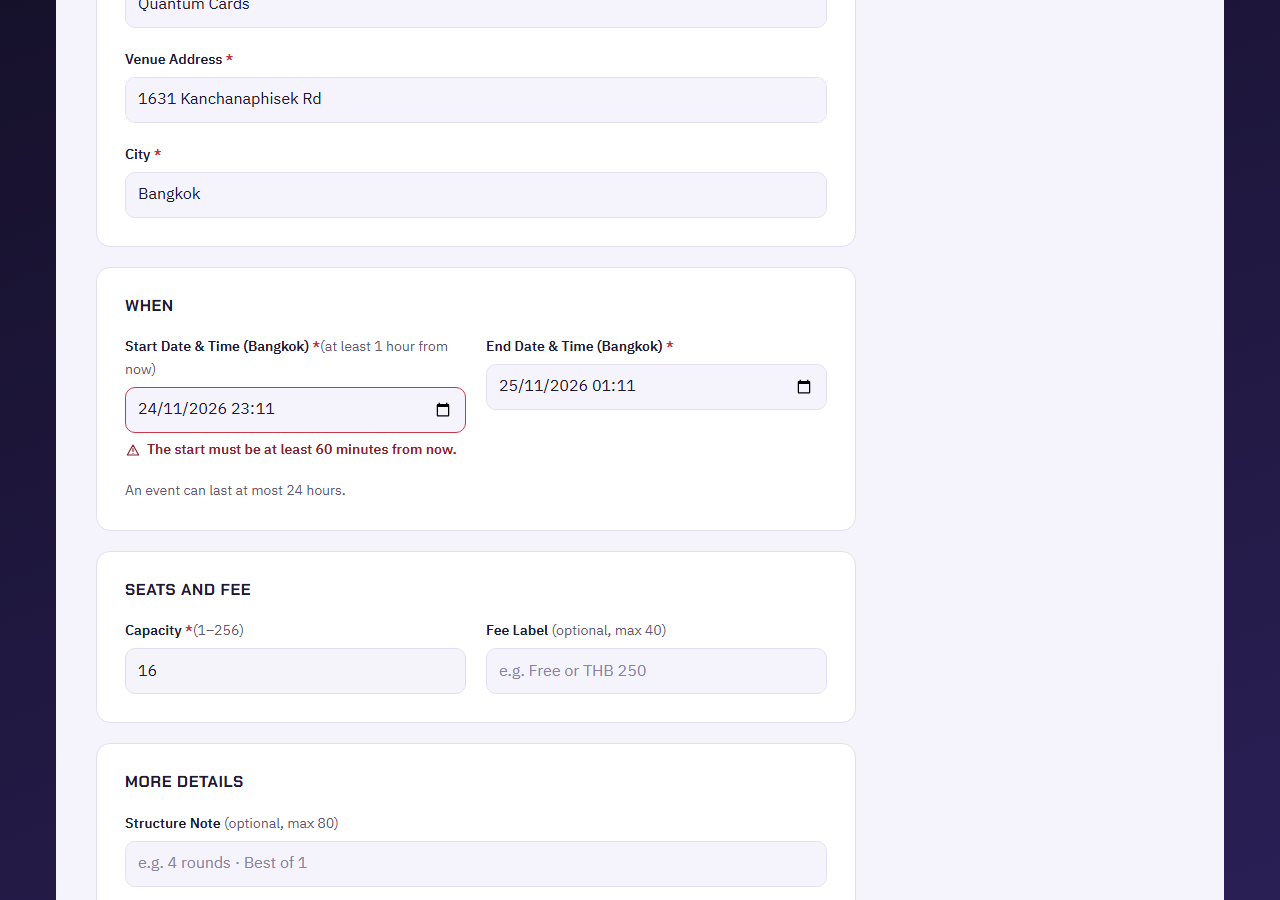 Quantum Cards
Venue Address *
1631 Kanchanaphisek Rd
City *
Bangkok
WHEN
Start Date & Time (Bangkok) *(at least 1 hour from
now)
24/11/2026 23:11
The start must be at least 60 minutes from now.
End Date & Time (Bangkok) *
25/11/2026 01:11
An event can last at most 24 hours.
SEATS AND FEE
Capacity *(1–256)
16
Fee Label (optional, max 40)
e.g. Free or THB 250
MORE DETAILS
Structure Note (optional, max 80)
e.g. 4 rounds · Best of 1